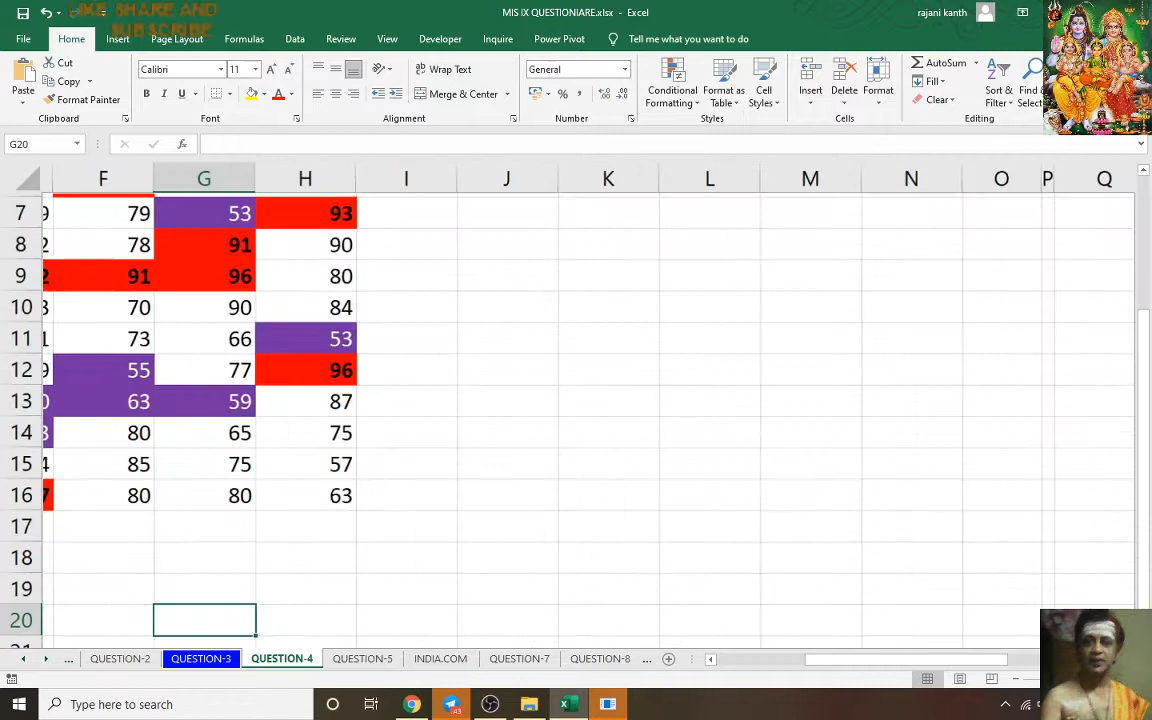 LIKE SHARE AND
SUBSCRIBE
MIS IX QUESTIONIARE.xlsx - Excel
rajani kanth
File Home Insert Page Layout Formulas Data Review View Developer Inquire Power Pivot Tell me what you want to do
Paste
Cut
Copy
Format Painter
Clipboard
Calibri 11
B I U
Font
Wrap Text
Merge & Center
Alignment
General
Number
Conditional Formatting
Format as Table
Cell Styles
Styles
Insert Delete Format
Cells
AutoSum
Fill
Clear
Sort & Filter
Find
Selec
Editing
G20
F G H I J K L M N O P Q
7 9 79 53 93
8 2 78 91 90
9 2 91 96 80
10 3 70 90 84
11 1 73 66 53
12 9 55 77 96
13 0 63 59 87
14 3 80 65 75
15 4 85 75 57
16 7 80 80 63
17
18
19
20
... QUESTION-2 QUESTION-3 QUESTION-4 QUESTION-5 INDIA.COM QUESTION-7 QUESTION-8 ...
Type here to search
43